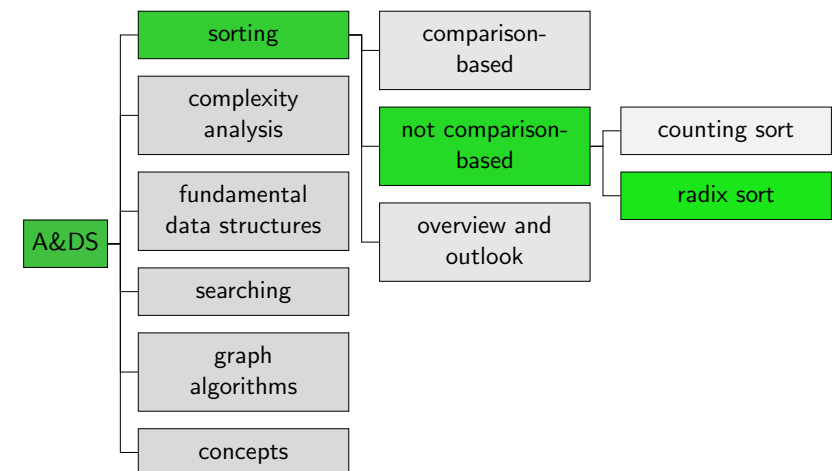 A&DS
sorting
complexity
analysis
fundamental
data structures
searching
graph
algorithms
concepts
comparison-
based
not comparison-
based
overview and
outlook
counting sort
radix sort